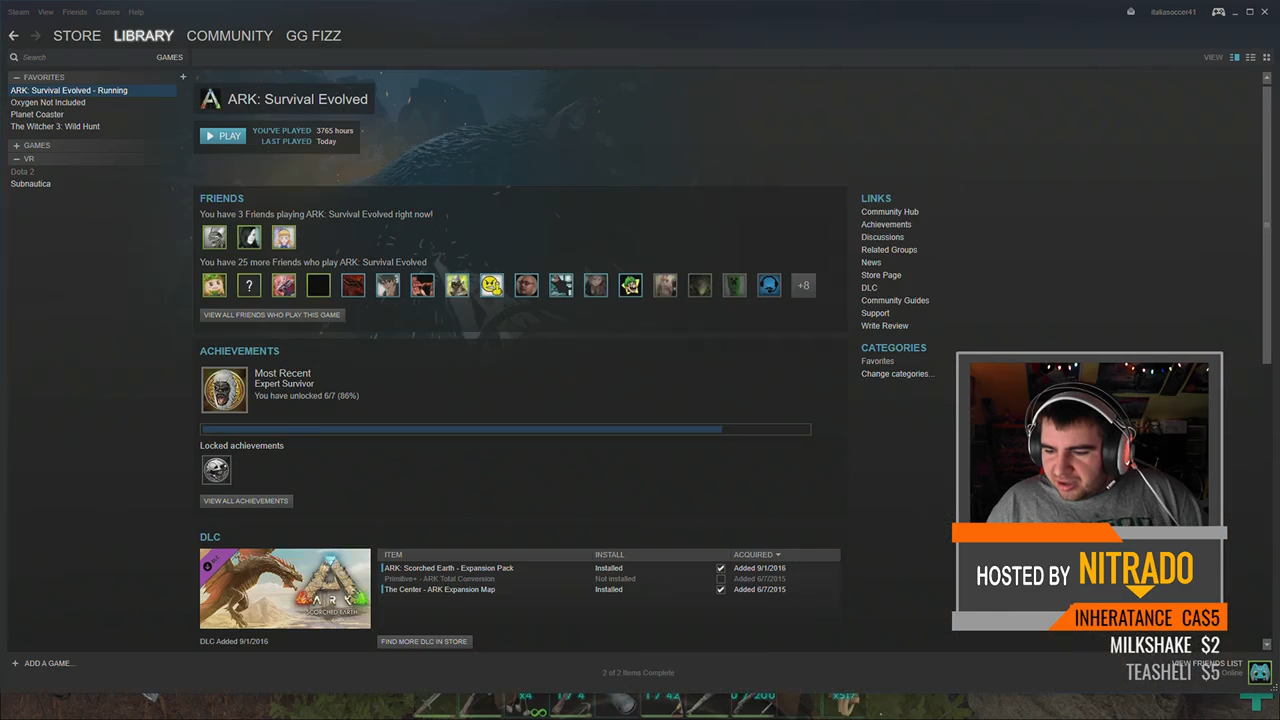 Steam View Friends Games Help
italiasoccer41
STORE LIBRARY COMMUNITY GG FIZZ
Search GAMES
VIEW
FAVORITES
ARK: Survival Evolved - Running
Oxygen Not Included
Planet Coaster
The Witcher 3: Wild Hunt
GAMES
VR
Dota 2
Subnautica
ARK: Survival Evolved
PLAY
YOU'VE PLAYED 3765 hours
LAST PLAYED Today
FRIENDS
You have 3 Friends playing ARK: Survival Evolved right now!
You have 25 more Friends who play ARK: Survival Evolved
?
+8
VIEW ALL FRIENDS WHO PLAY THIS GAME
LINKS
Community Hub
Achievements
Discussions
Related Groups
News
Store Page
DLC
Community Guides
Support
Write Review
CATEGORIES
Favorites
Change categories...
ACHIEVEMENTS
Most Recent
Expert Survivor
You have unlocked 6/7 (86%)
Locked achievements
VIEW ALL ACHIEVEMENTS
DLC
ARK
SCORCHED EARTH
DLC Added 9/1/2016
ITEM INSTALL ACQUIRED
ARK: Scorched Earth - Expansion Pack Installed Added 9/1/2016
Primitive+ - ARK Total Conversion Not installed Added 6/7/2015
The Center - ARK Expansion Map Installed Added 6/7/2015
FIND MORE DLC IN STORE
HOSTED BY NITRADO
INHERATANCE CAS5
MILKSHAKE $2
TEASHELI $5
VIEW FRIENDS LIST
Online
ADD A GAME...
2 of 2 Items Complete
x4